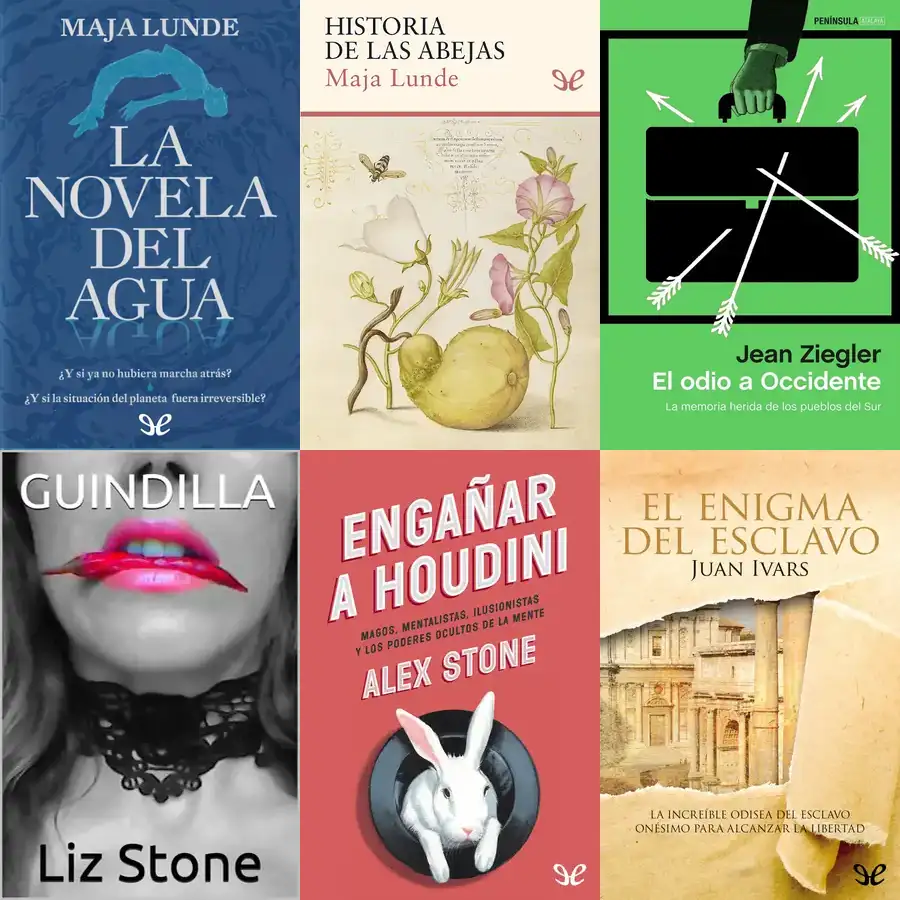 MAJA LUNDE
LA
NOVELA
DEL
AGUA
¿Y si ya no hubiera marcha atrás?
¿Y si la situación del planeta fuera irreversible?
HISTORIA
DE LAS ABEJAS
Maja Lunde
PENÍNSULA ATALAYA
Jean Ziegler
El odio a Occidente
La memoria herida de los pueblos del Sur
GUINDILLA
Liz Stone
ENGAÑAR
A HOUDINI
MAGOS, MENTALISTAS, ILUSIONISTAS
Y LOS PODERES OCULTOS DE LA MENTE
ALEX STONE
EL ENIGMA
DEL ESCLAVO
JUAN IVARS
LA INCREÍBLE ODISEA DEL ESCLAVO
ONÉSIMO PARA ALCANZAR LA LIBERTAD